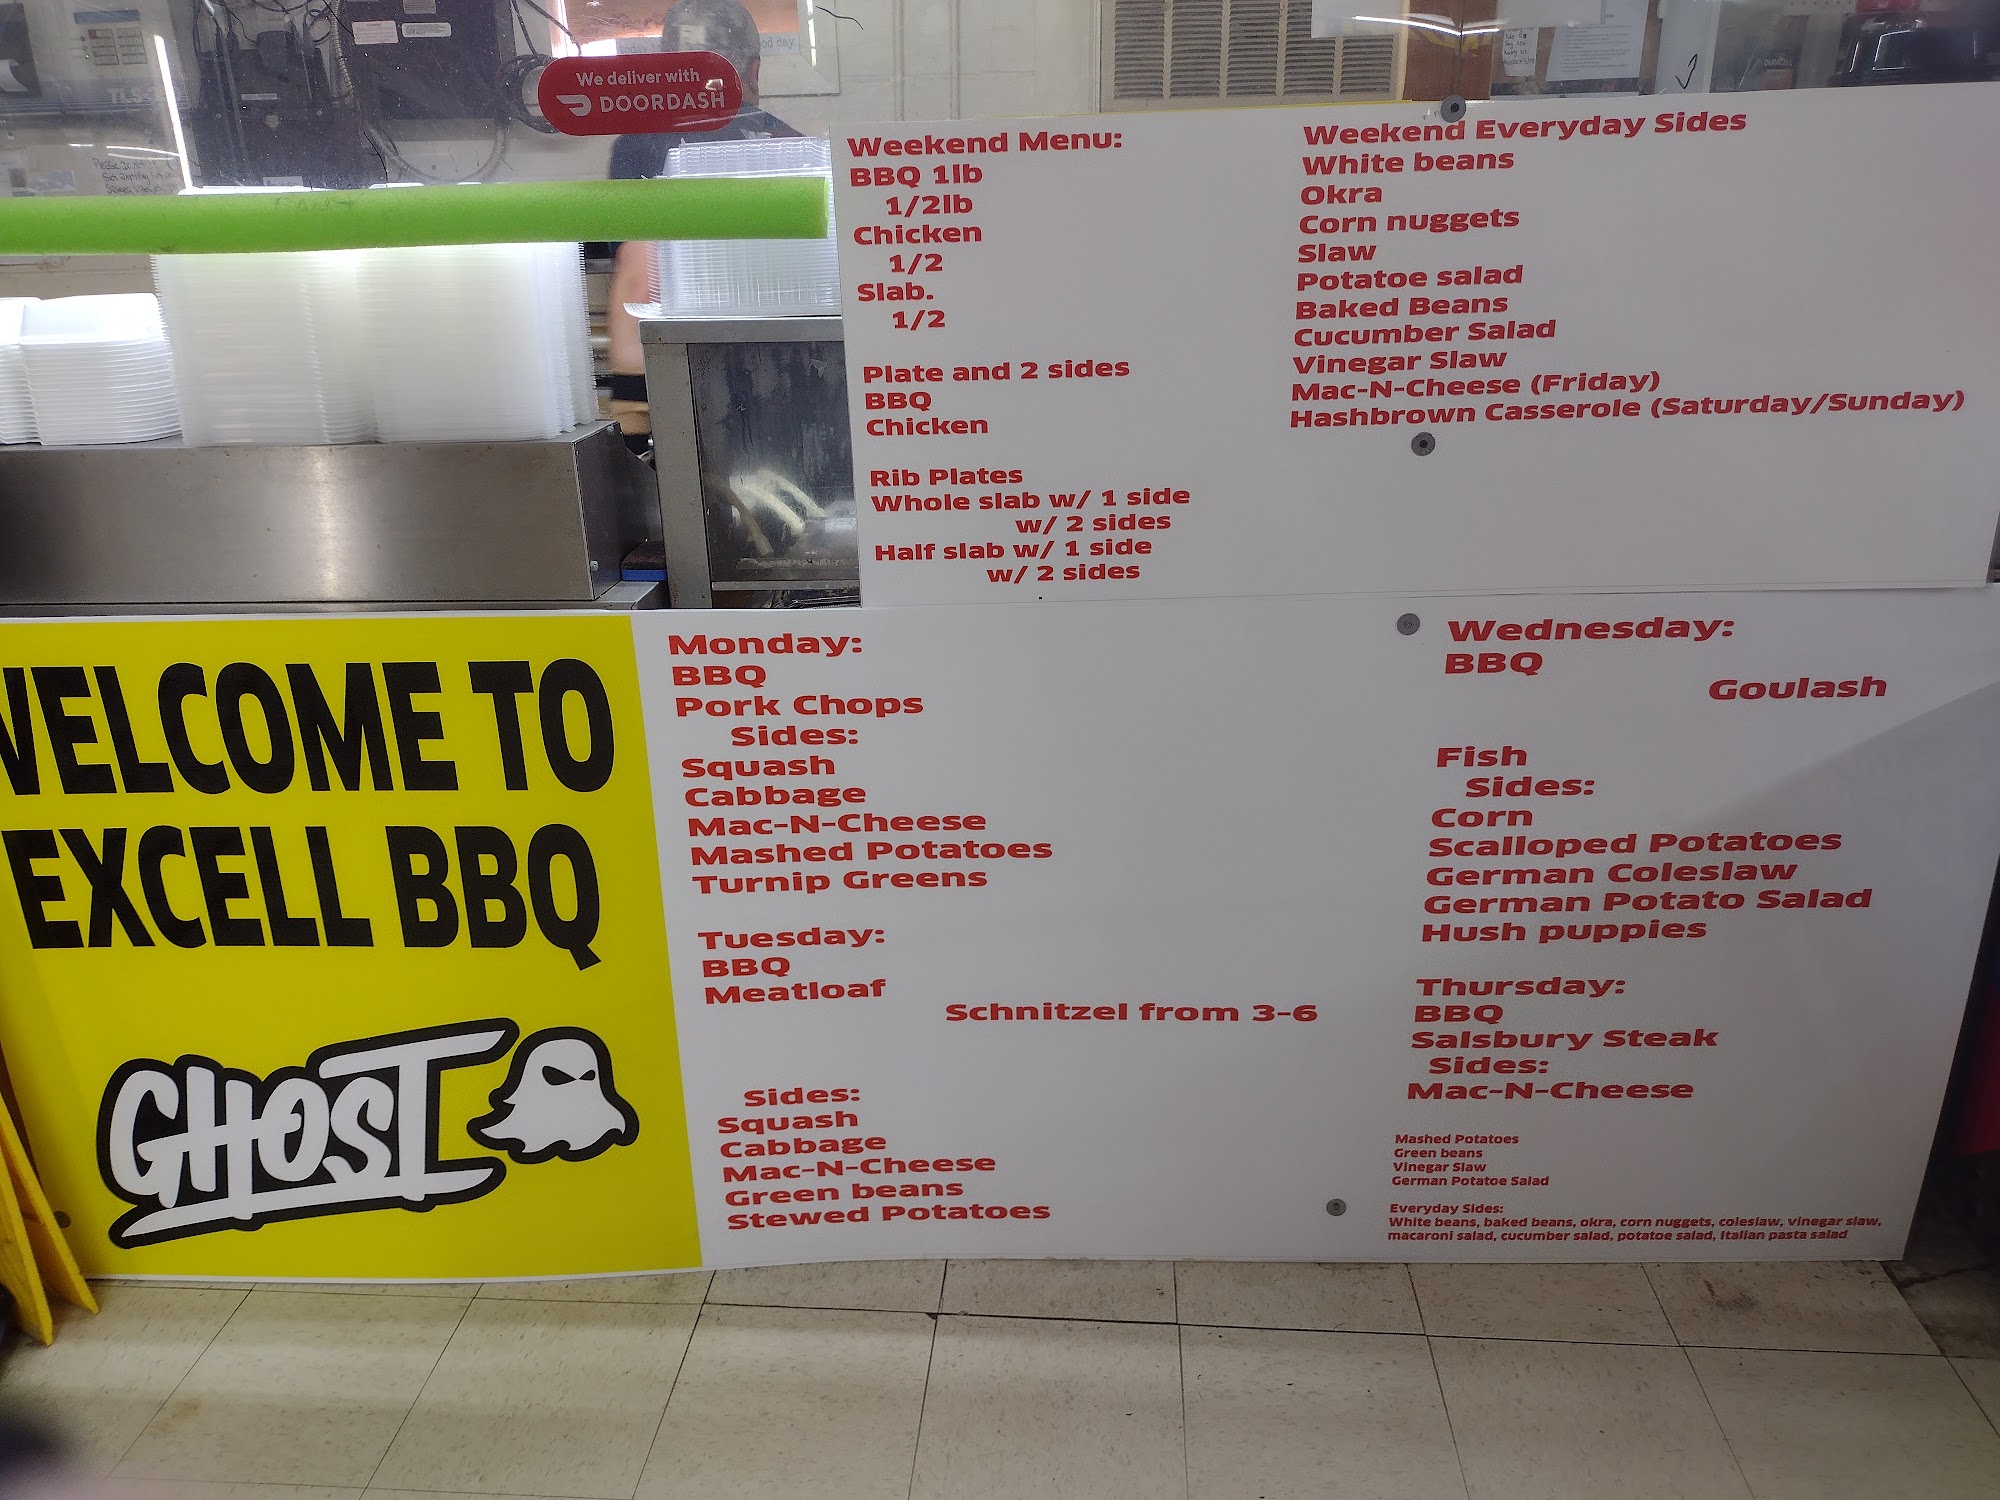 We deliver with
DOORDASH
Weekend Menu:
BBQ 1lb
1/2lb
Chicken
1/2
Slab.
1/2
Plate and 2 sides
BBQ
Chicken
Rib Plates
Whole slab w/ 1 side
w/ 2 sides
Half slab w/ 1 side
w/ 2 sides
Weekend Everyday Sides
White beans
Okra
Corn nuggets
Slaw
Potatoe salad
Baked Beans
Cucumber Salad
Vinegar Slaw
Mac-N-Cheese (Friday)
Hashbrown Casserole (Saturday/Sunday)
WELCOME TO
EXCELL BBQ
GHOST
Monday:
BBQ
Pork Chops
Sides:
Squash
Cabbage
Mac-N-Cheese
Mashed Potatoes
Turnip Greens
Tuesday:
BBQ
Meatloaf
Schnitzel from 3-6
Sides:
Squash
Cabbage
Mac-N-Cheese
Green beans
Stewed Potatoes
Wednesday:
BBQ
Goulash
Fish
Sides:
Corn
Scalloped Potatoes
German Coleslaw
German Potato Salad
Hush puppies
Thursday:
BBQ
Salsbury Steak
Sides:
Mac-N-Cheese
Mashed Potatoes
Green beans
Vinegar Slaw
German Potatoe Salad
Everyday Sides:
White beans, baked beans, okra, corn nuggets, coleslaw, vinegar slaw,
macaroni salad, cucumber salad, potatoe salad, Italian pasta salad